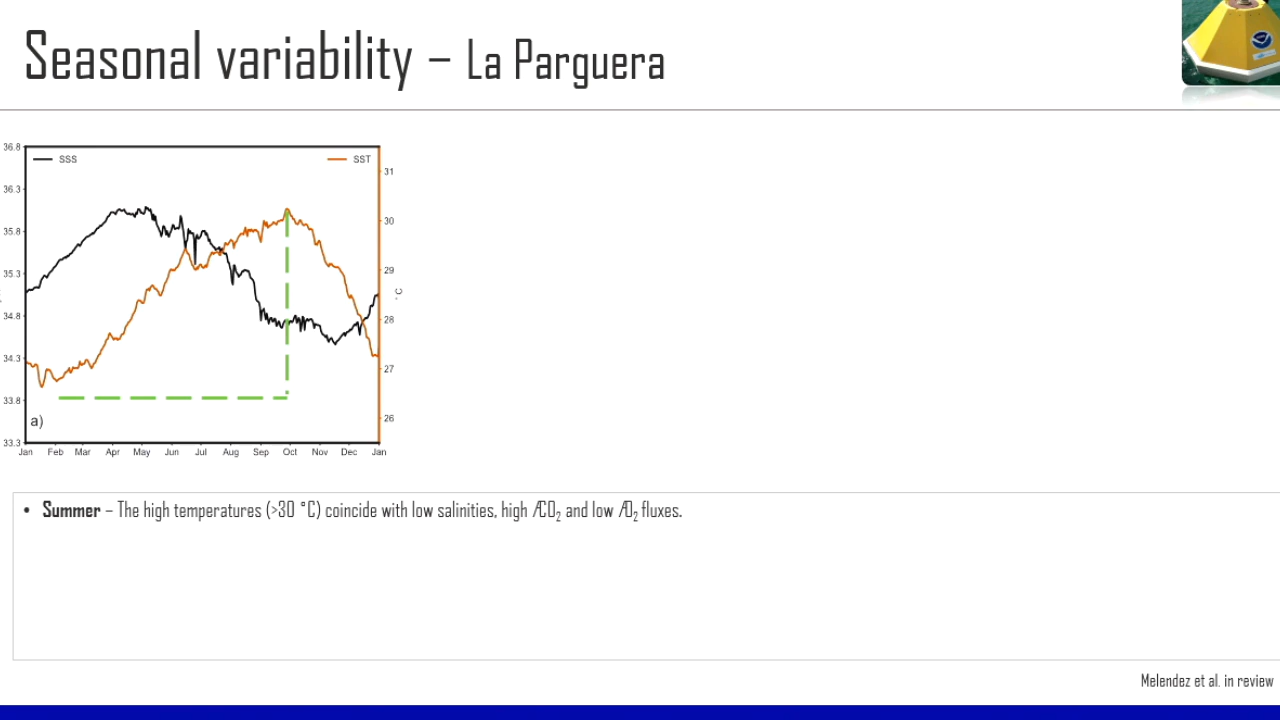 Seasonal variability – La Parguera
SSS
SST
36.8
36.3
35.8
35.3
34.8
34.3
33.8
33.3
31
30
29
28
27
26
°C
a)
Jan Feb Mar Apr May Jun Jul Aug Sep Oct Nov Dec Jan
• Summer – The high temperatures (>30 °C) coincide with low salinities, high ƒCO₂ and low ƒO₂ fluxes.
Melendez et al. in review